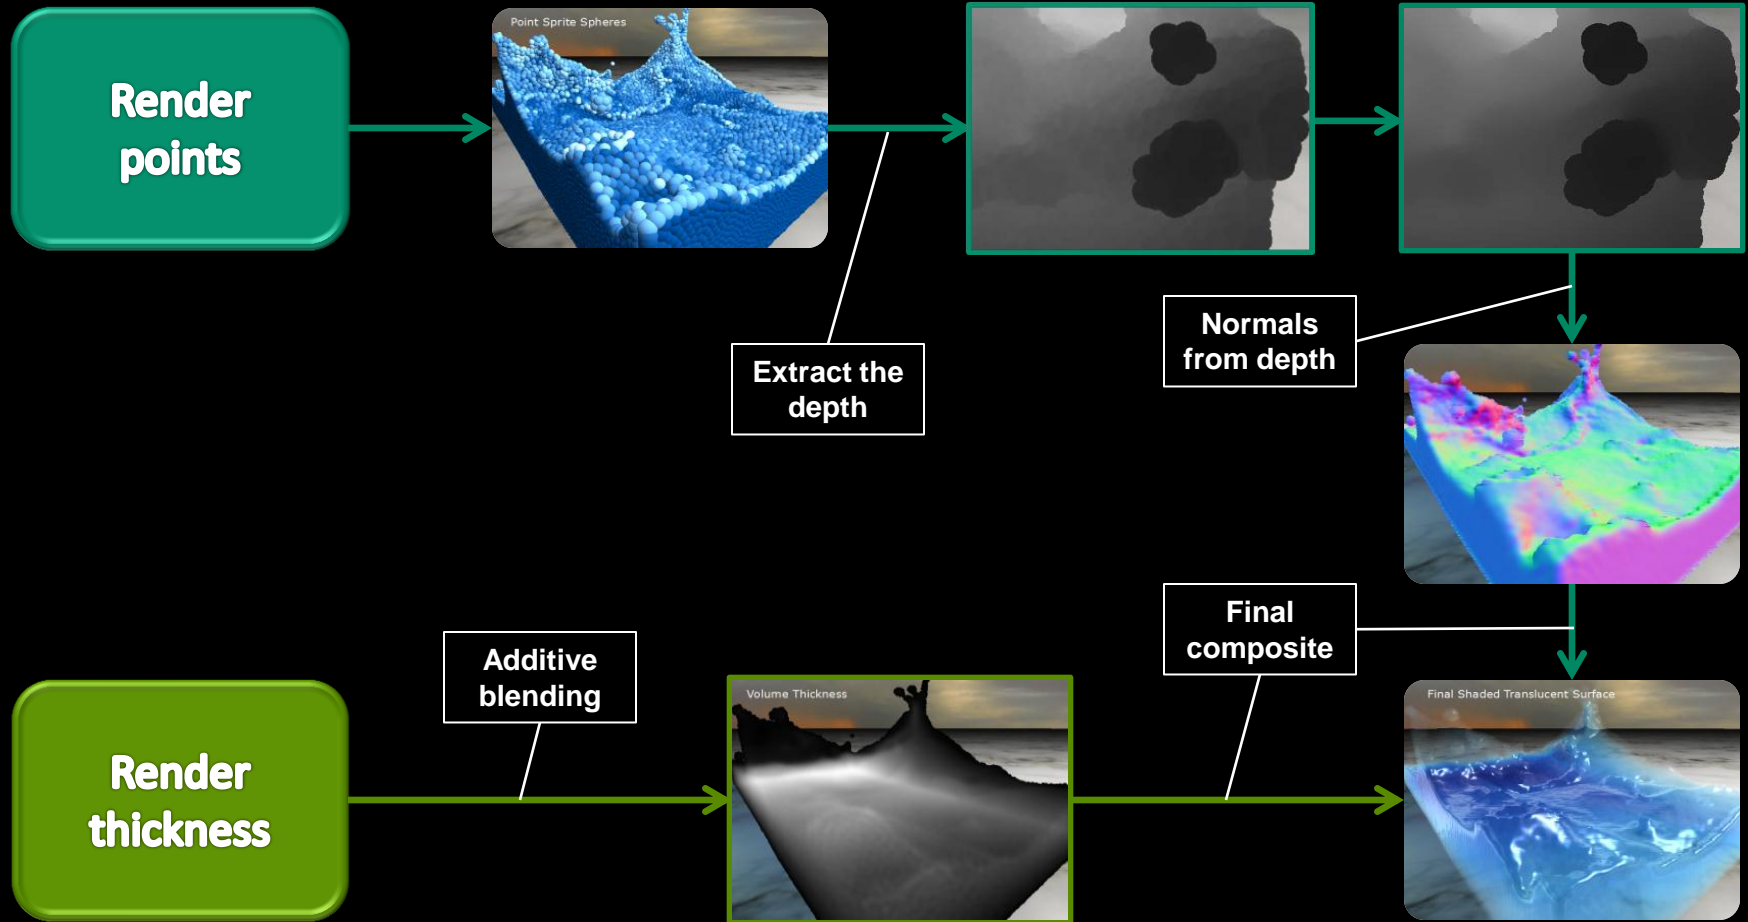 Render
points
Point Sprite Spheres
Extract the
depth
Normals
from depth
Final
composite
Additive
blending
Render
thickness
Volume Thickness
Final Shaded Translucent Surface